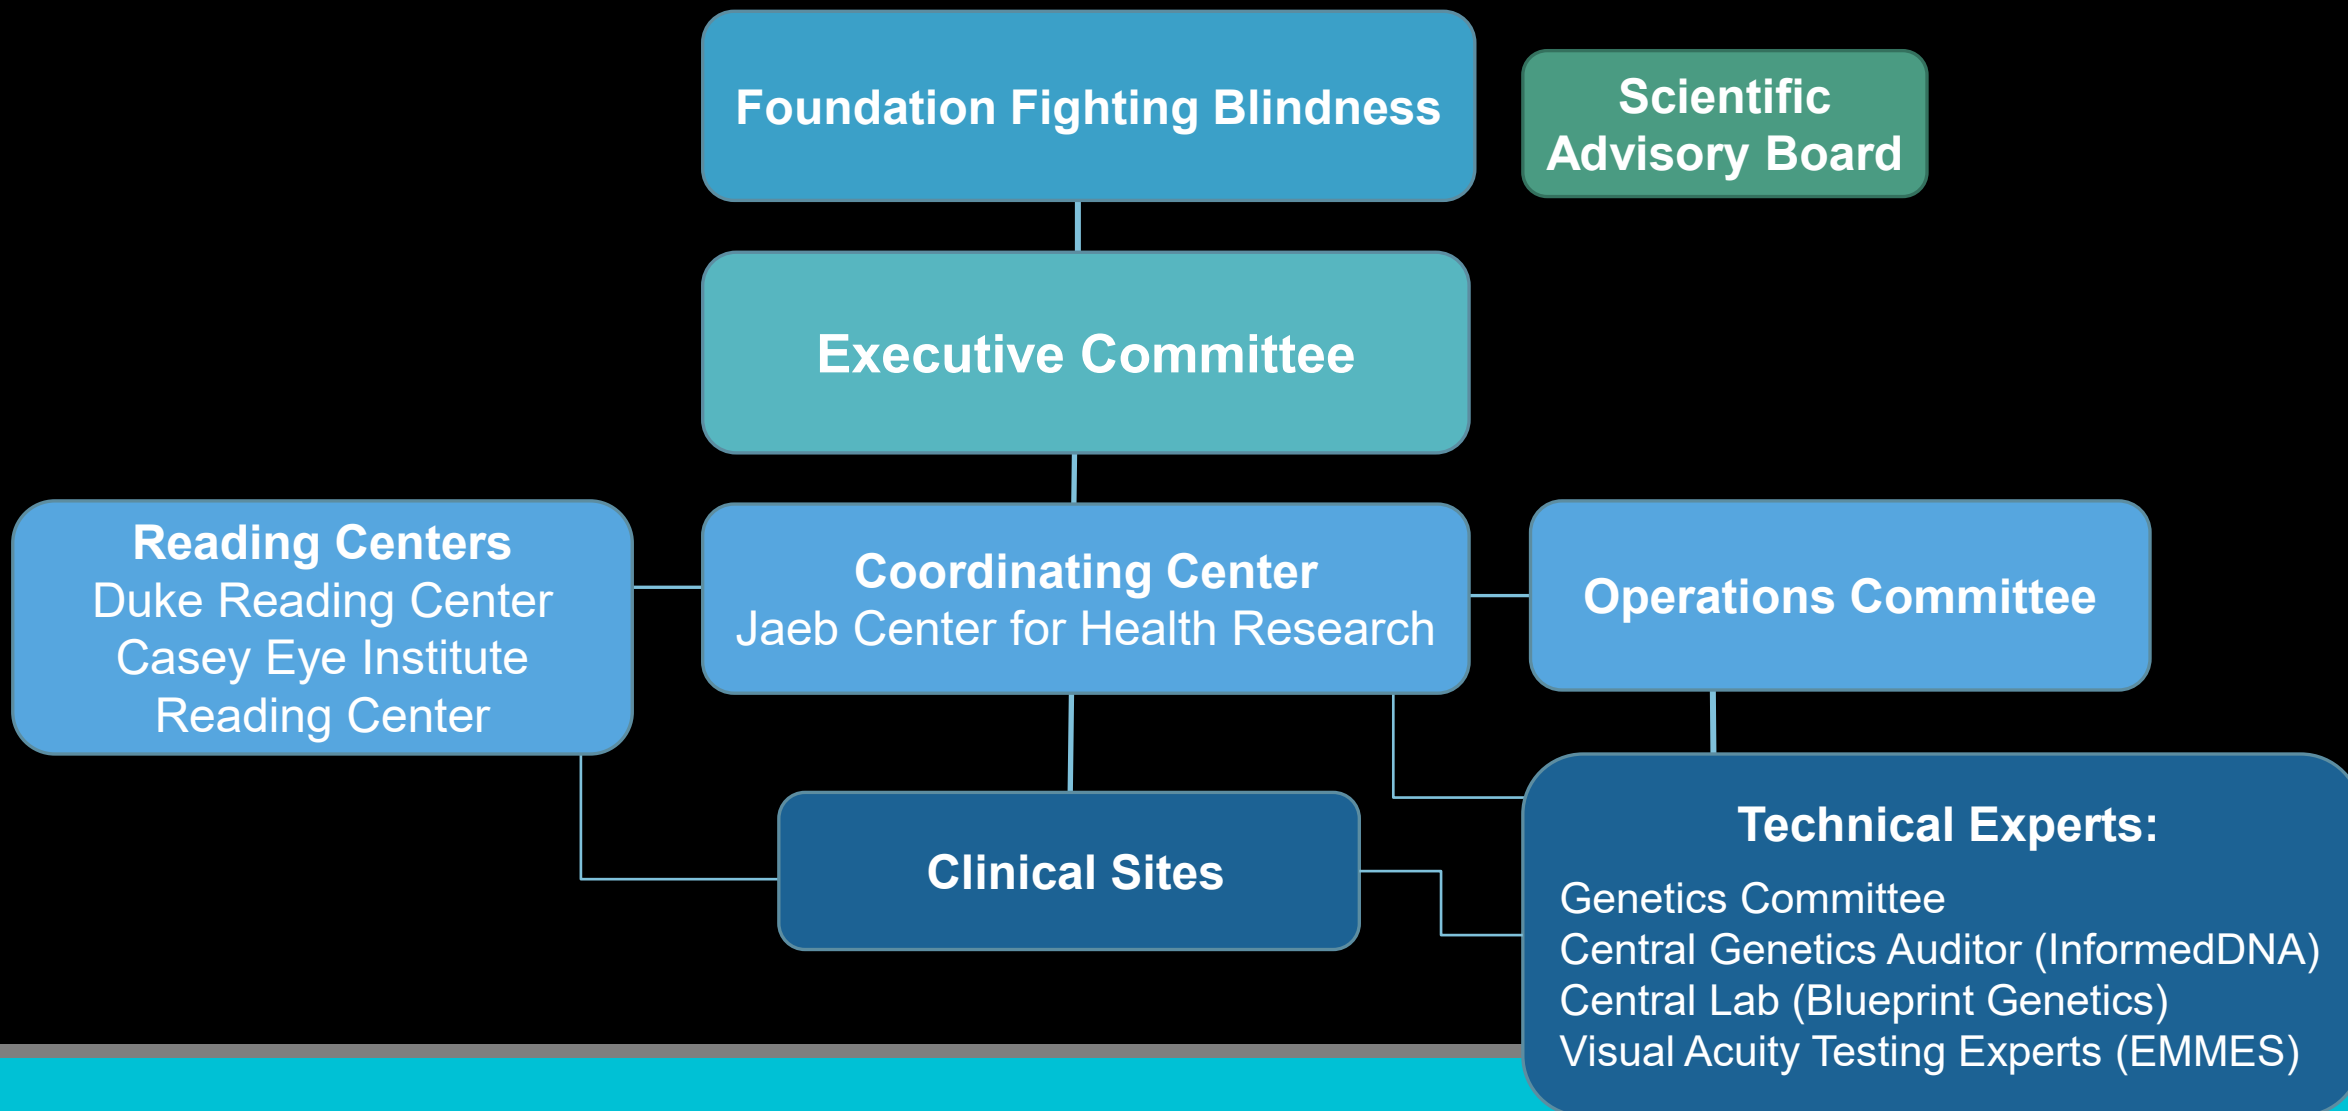 Foundation Fighting Blindness
Scientific
Advisory Board
Executive Committee
Reading Centers
Duke Reading Center
Casey Eye Institute
Reading Center
Coordinating Center
Jaeb Center for Health Research
Operations Committee
Clinical Sites
Technical Experts:
Genetics Committee
Central Genetics Auditor (InformedDNA)
Central Lab (Blueprint Genetics)
Visual Acuity Testing Experts (EMMES)